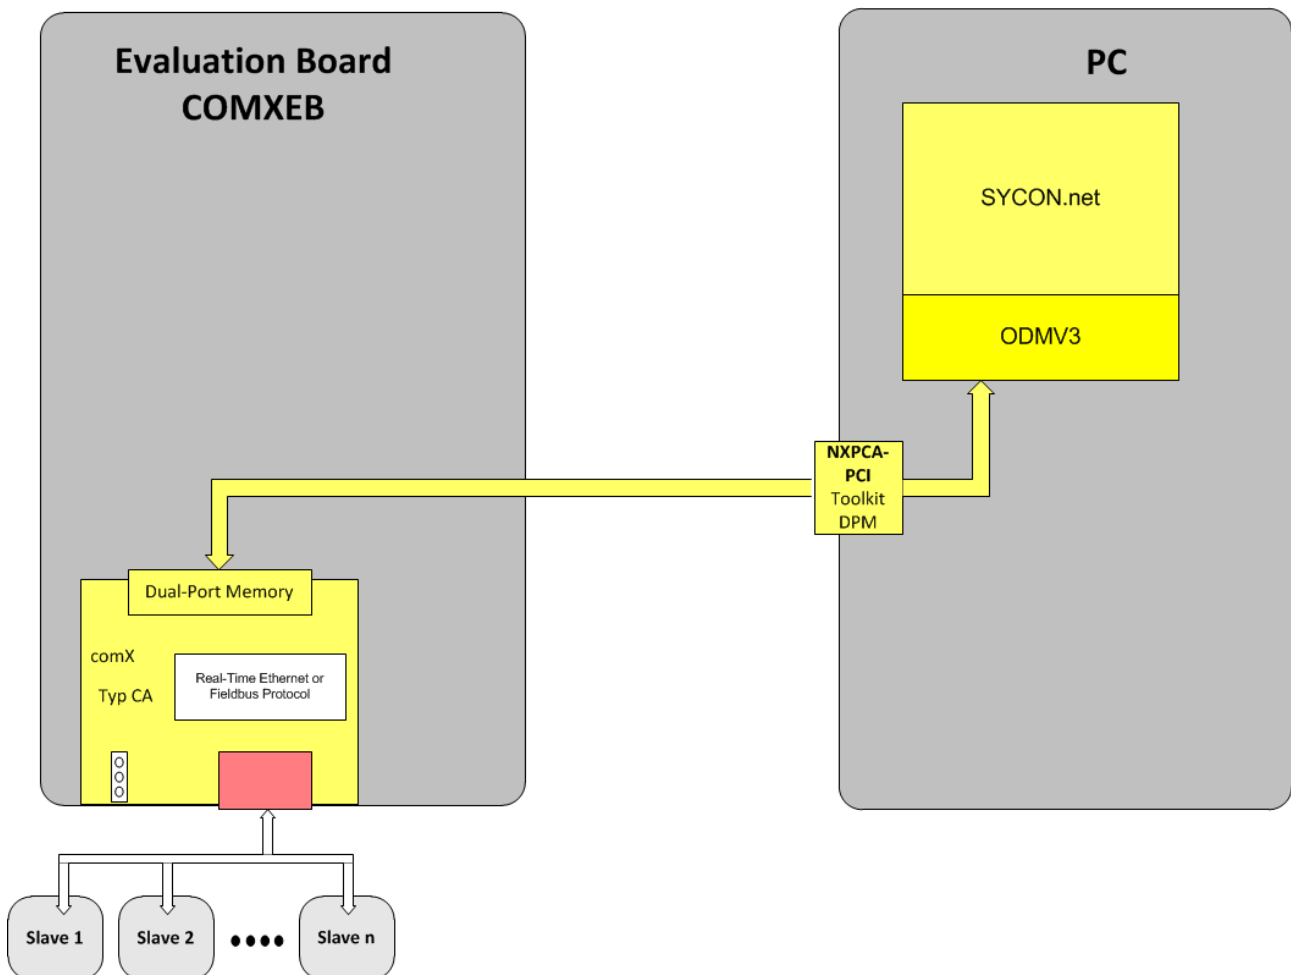 Evaluation Board
COMXEB
PC
SYCON.net
ODMV3
NXPCA-
PCI
Toolkit
DPM
Dual-Port Memory
comX
Typ CA
Real-Time Ethernet or
Fieldbus Protocol
Slave 1
Slave 2
Slave n